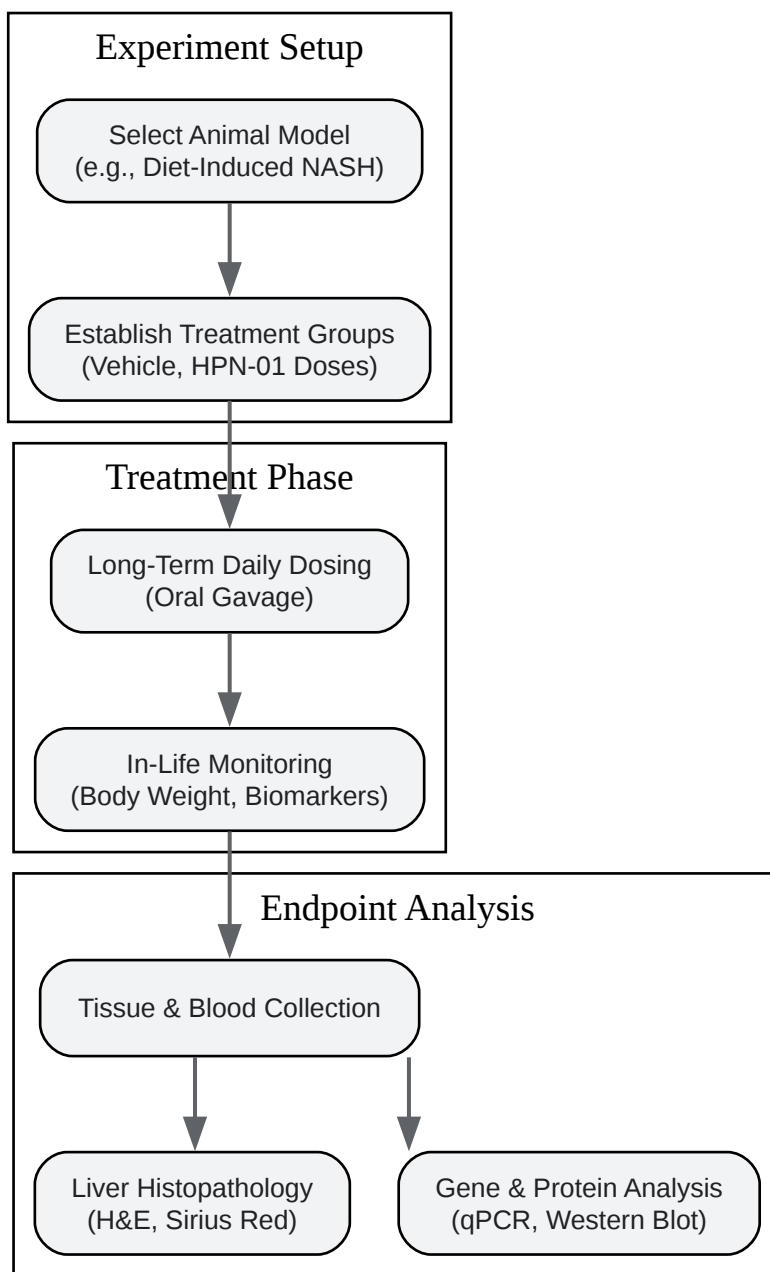 Experiment Setup
Select Animal Model
(e.g., Diet-Induced NASH)
Establish Treatment Groups
(Vehicle, HPN-01 Doses)
Treatment Phase
Long-Term Daily Dosing
(Oral Gavage)
In-Life Monitoring
(Body Weight, Biomarkers)
Endpoint Analysis
Tissue & Blood Collection
Liver Histopathology
(H&E, Sirius Red)
Gene & Protein Analysis
(qPCR, Western Blot)